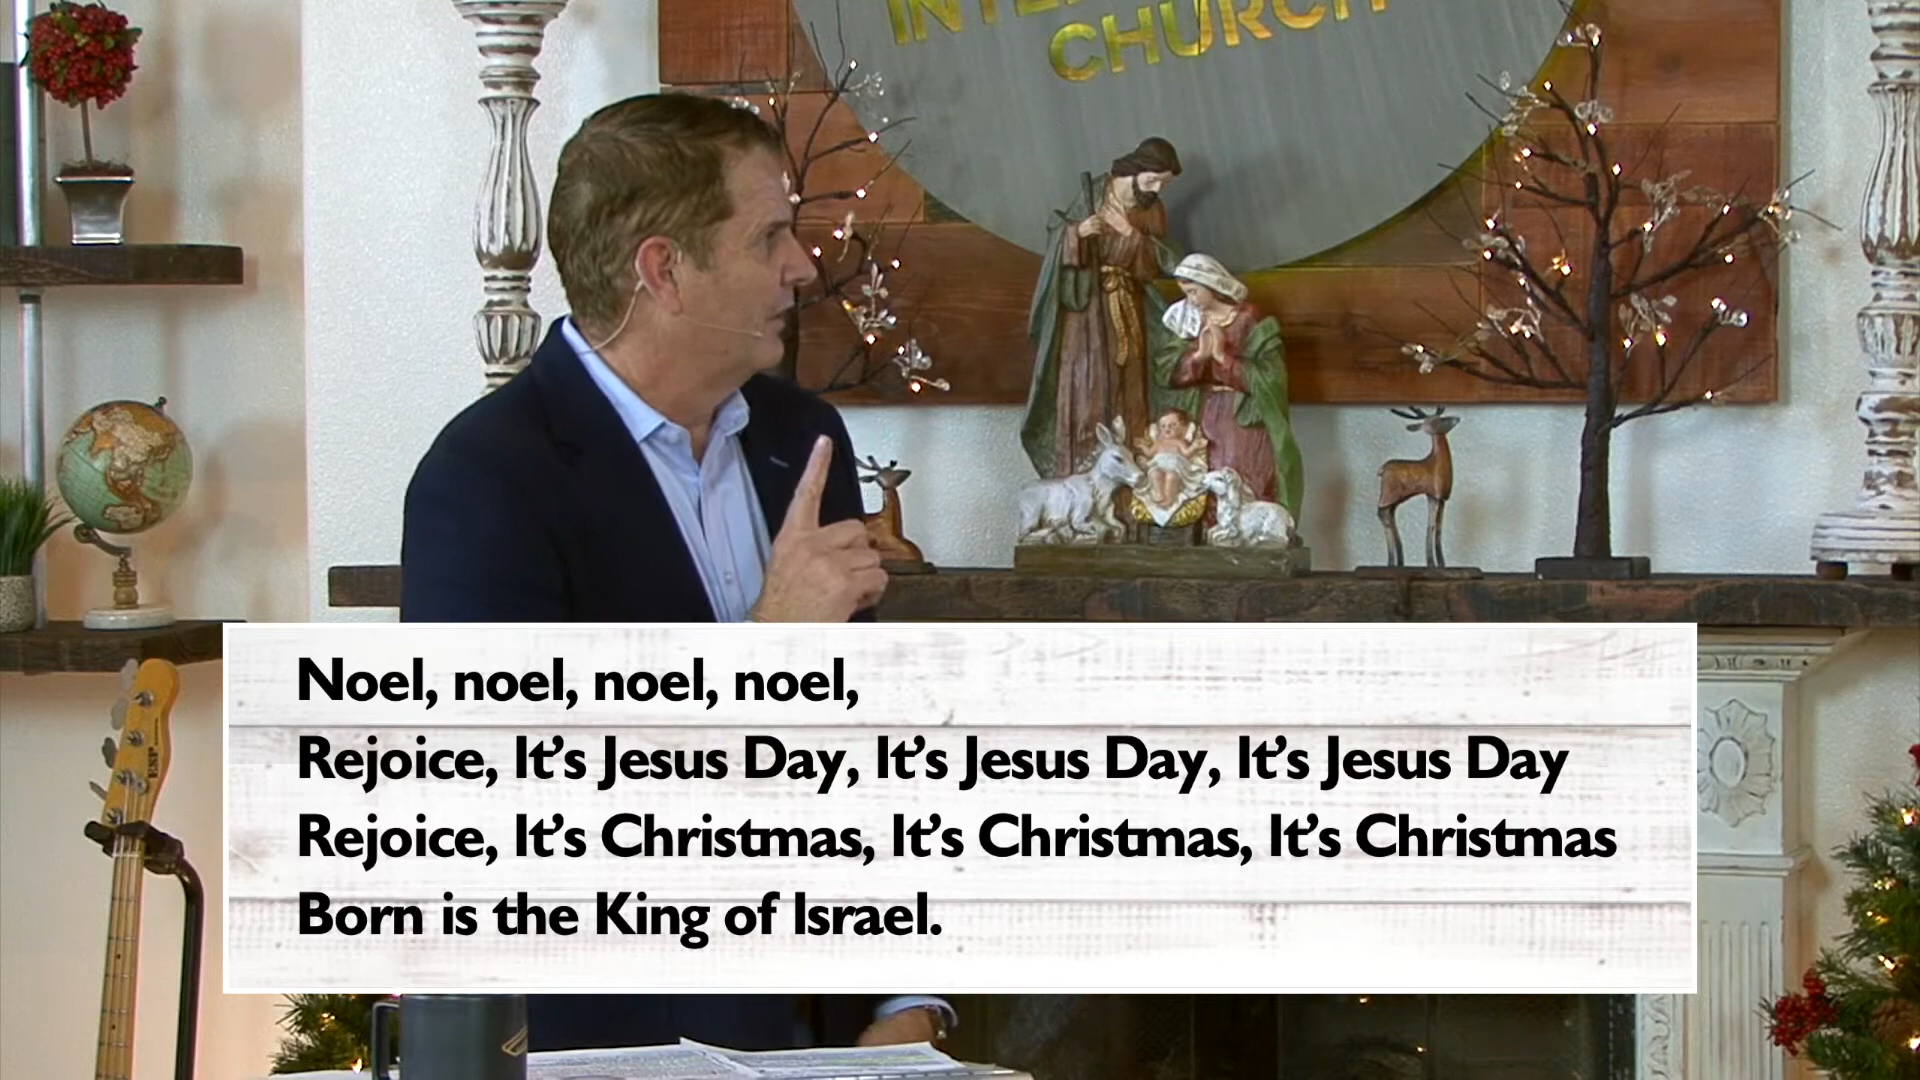 CHURCH
ESP
Noel, noel, noel, noel,
Rejoice, It’s Jesus Day, It’s Jesus Day, It’s Jesus Day
Rejoice, It’s Christmas, It’s Christmas, It’s Christmas
Born is the King of Israel.